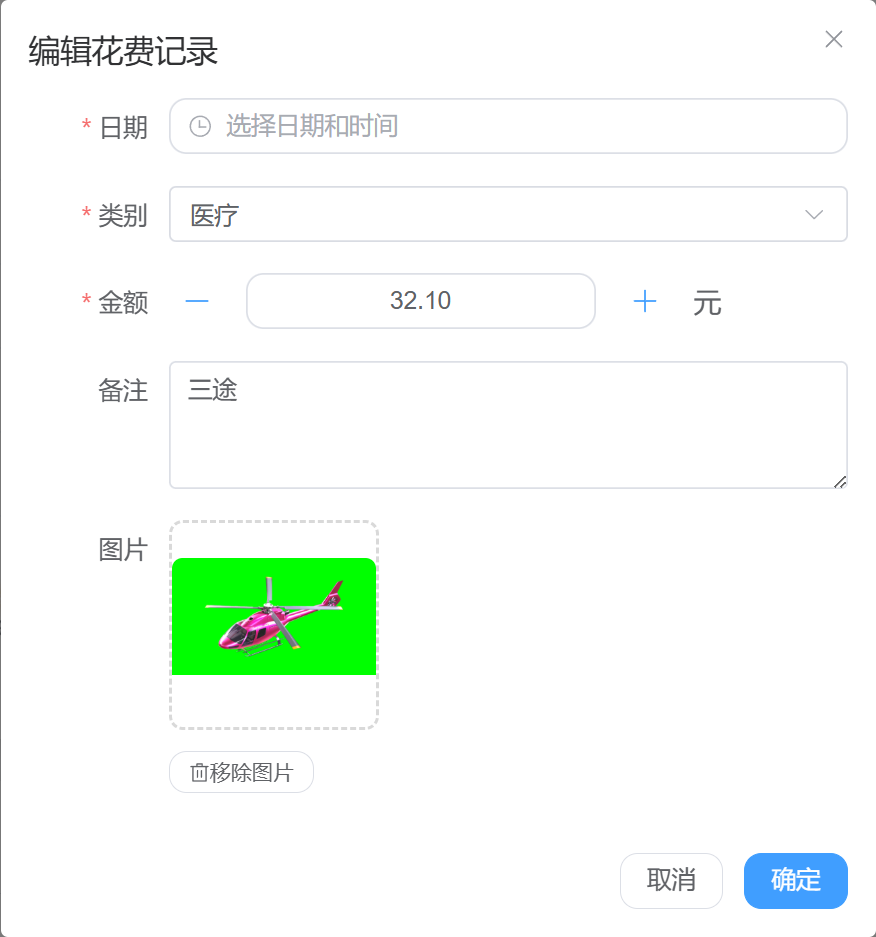 编辑花费记录
* 日期 选择日期和时间
* 类别 医疗
* 金额 32.10 元
备注 三途
图片
移除图片
取消 确定